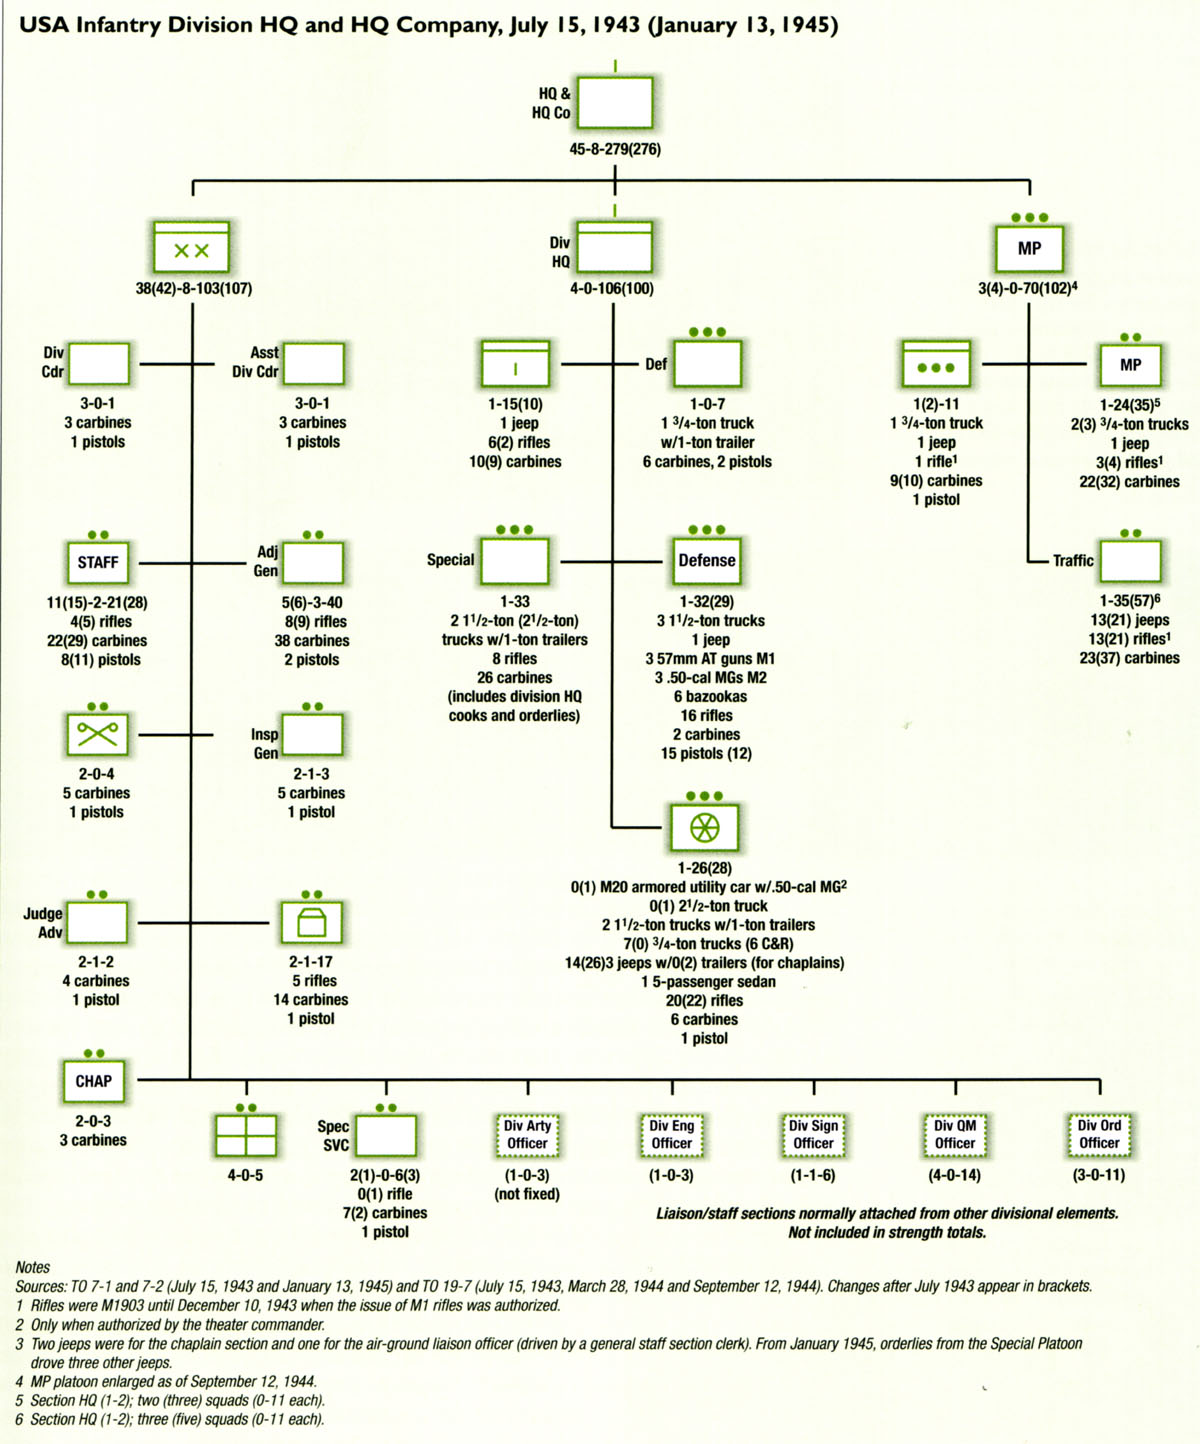 USA Infantry Division HQ and HQ Company, July 15, 1943 (January 13, 1945)
HQ &
HQ Co
45-8-279(276)
38(42)-8-103(107)
Div
HQ
4-0-106(100)
MP
3(4)-0-70(102)4
Div
Cdr
3-0-1
3 carbines
1 pistols
Asst
Div Cdr
3-0-1
3 carbines
1 pistols
1-15(10)
1 jeep
6(2) rifles
10(9) carbines
Def
1-0-7
1 3/4-ton truck
w/1-ton trailer
6 carbines, 2 pistols
1(2)-11
1 3/4-ton truck
1 jeep
1 rifle1
9(10) carbines
1 pistol
MP
1-24(35)5
2(3) 3/4-ton trucks
1 jeep
3(4) rifles1
22(32) carbines
STAFF
11(15)-2-21(28)
4(5) rifles
22(29) carbines
8(11) pistols
Adj
Gen
5(6)-3-40
8(9) rifles
38 carbines
2 pistols
Special
1-33
2 11/2-ton (21/2-ton)
trucks w/1-ton trailers
8 rifles
26 carbines
(includes division HQ
cooks and orderlies)
Defense
1-32(29)
3 11/2-ton trucks
1 jeep
3 57mm AT guns M1
3 .50-cal MGs M2
6 bazookas
16 rifles
2 carbines
15 pistols (12)
Traffic
1-35(57)6
13(21) jeeps
13(21) rifles1
23(37) carbines
2-0-4
5 carbines
1 pistols
Insp
Gen
2-1-3
5 carbines
1 pistol
1-26(28)
0(1) M20 armored utility car w/.50-cal MG2
0(1) 21/2-ton truck
2 11/2-ton trucks w/1-ton trailers
7(0) 3/4-ton trucks (6 C&R)
14(26)3 jeeps w/0(2) trailers (for chaplains)
1 5-passenger sedan
20(22) rifles
6 carbines
1 pistol
Judge
Adv
2-1-2
4 carbines
1 pistol
2-1-17
5 rifles
14 carbines
1 pistol
CHAP
2-0-3
3 carbines
4-0-5
Spec
SVC
2(1)-0-6(3)
0(1) rifle
7(2) carbines
1 pistol
Div Arty
Officer
(1-0-3)
(not fixed)
Div Eng
Officer
(1-0-3)
Div Sign
Officer
(1-1-6)
Div QM
Officer
(4-0-14)
Div Ord
Officer
(3-0-11)
Liaison/staff sections normally attached from other divisional elements.
Not included in strength totals.
Notes
Sources: TO 7-1 and 7-2 (July 15, 1943 and January 13, 1945) and TO 19-7 (July 15, 1943, March 28, 1944 and September 12, 1944). Changes after July 1943 appear in brackets.
1 Rifles were M1903 until December 10, 1943 when the issue of M1 rifles was authorized.
2 Only when authorized by the theater commander.
3 Two jeeps were for the chaplain section and one for the air-ground liaison officer (driven by a general staff section clerk). From January 1945, orderlies from the Special Platoon
drove three other jeeps.
4 MP platoon enlarged as of September 12, 1944.
5 Section HQ (1-2); two (three) squads (0-11 each).
6 Section HQ (1-2); three (five) squads (0-11 each).